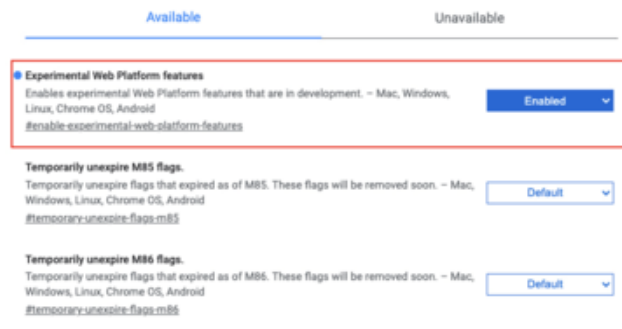 Available
Unavailable
Experimental Web Platform features
Enables experimental Web Platform features that are in development. – Mac, Windows,
Linux, Chrome OS, Android
#enable-experimental-web-platform-features
Enabled
Temporarily unexpire M85 flags.
Temporarily unexpire flags that expired as of M85. These flags will be removed soon. – Mac,
Windows, Linux, Chrome OS, Android
#temporary-unexpire-flags-m85
Default
Temporarily unexpire M86 flags.
Temporarily unexpire flags that expired as of M86. These flags will be removed soon. – Mac,
Windows, Linux, Chrome OS, Android
#temporary-unexpire-flags-m86
Default